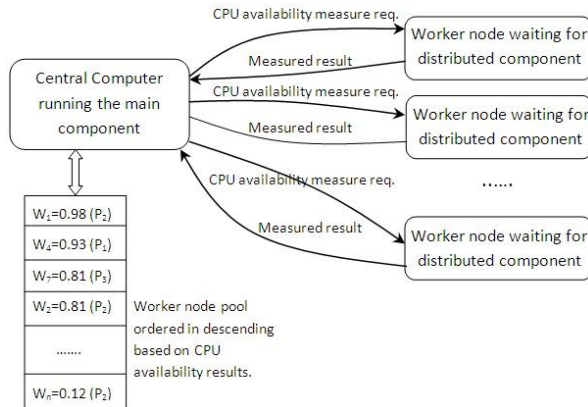 CPU availability measure req.
Worker node waiting for
distributed component
Measured result
Central Computer
running the main
component
CPU availability measure req.
Worker node waiting for
distributed component
Measured result
CPU availability measure req.
......
Measured result
Worker node waiting for
distributed component
W₁=0.98 (P₂)
W₄=0.93 (P₁)
W₇=0.81 (P₃)
W₂=0.81 (P₂)
.......
Wₙ=0.12 (P₂)
Worker node pool
ordered in descending
based on CPU
availability results.